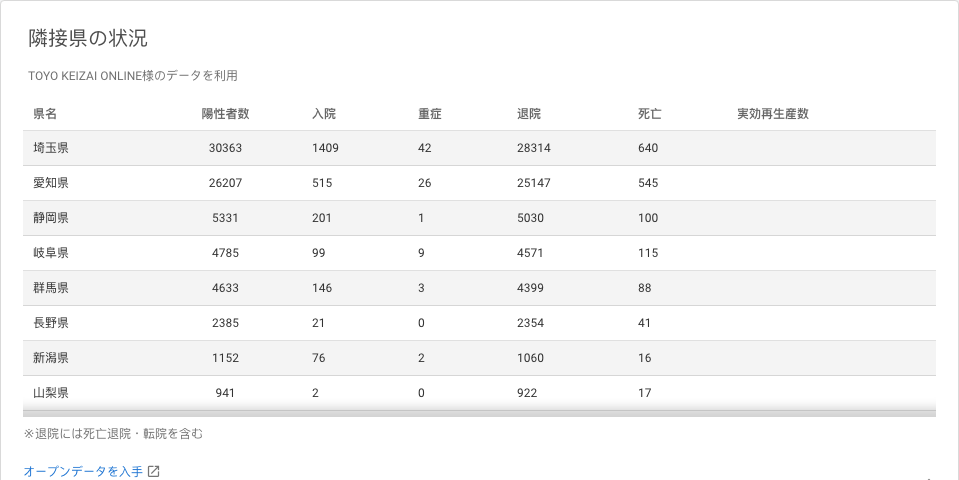 隣接県の状況
TOYO KEIZAI ONLINE様のデータを利用
県名 陽性者数 入院 重症 退院 死亡 実効再生産数
埼玉県 30363 1409 42 28314 640
愛知県 26207 515 26 25147 545
静岡県 5331 201 1 5030 100
岐阜県 4785 99 9 4571 115
群馬県 4633 146 3 4399 88
長野県 2385 21 0 2354 41
新潟県 1152 76 2 1060 16
山梨県 941 2 0 922 17
※退院には死亡退院・転院を含む
オープンデータを入手